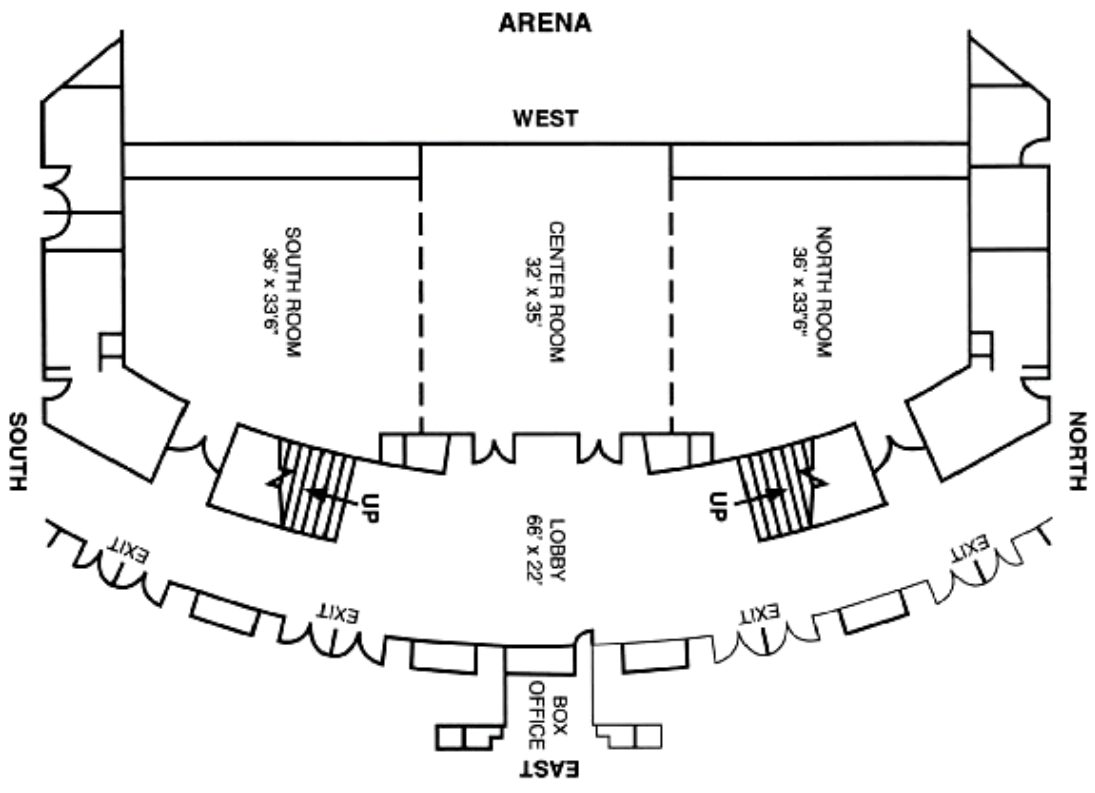 ARENA
WEST
SOUTH ROOM
36' x 33'6"
CENTER ROOM
32' x 35'
NORTH ROOM
36' x 33"6"
SOUTH
NORTH
UP
UP
LOBBY
66' x 22'
EXIT
EXIT
EXIT
EXIT
BOX
OFFICE
EAST